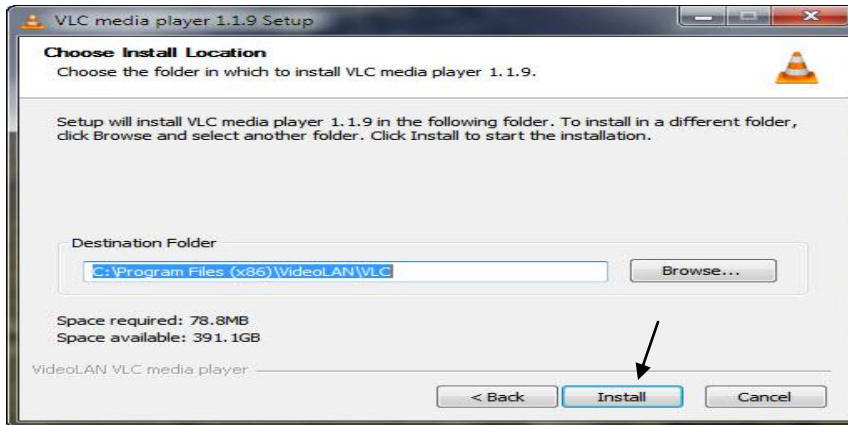 VLC media player 1.1.9 Setup
Choose Install Location
Choose the folder in which to install VLC media player 1.1.9.
Setup will install VLC media player 1.1.9 in the following folder. To install in a different folder,
click Browse and select another folder. Click Install to start the installation.
Destination Folder
C:\Program Files (x86)\VideoLAN\VLC
Browse...
Space required: 78.8MB
Space available: 391.1GB
VideoLAN VLC media player
< Back Install Cancel